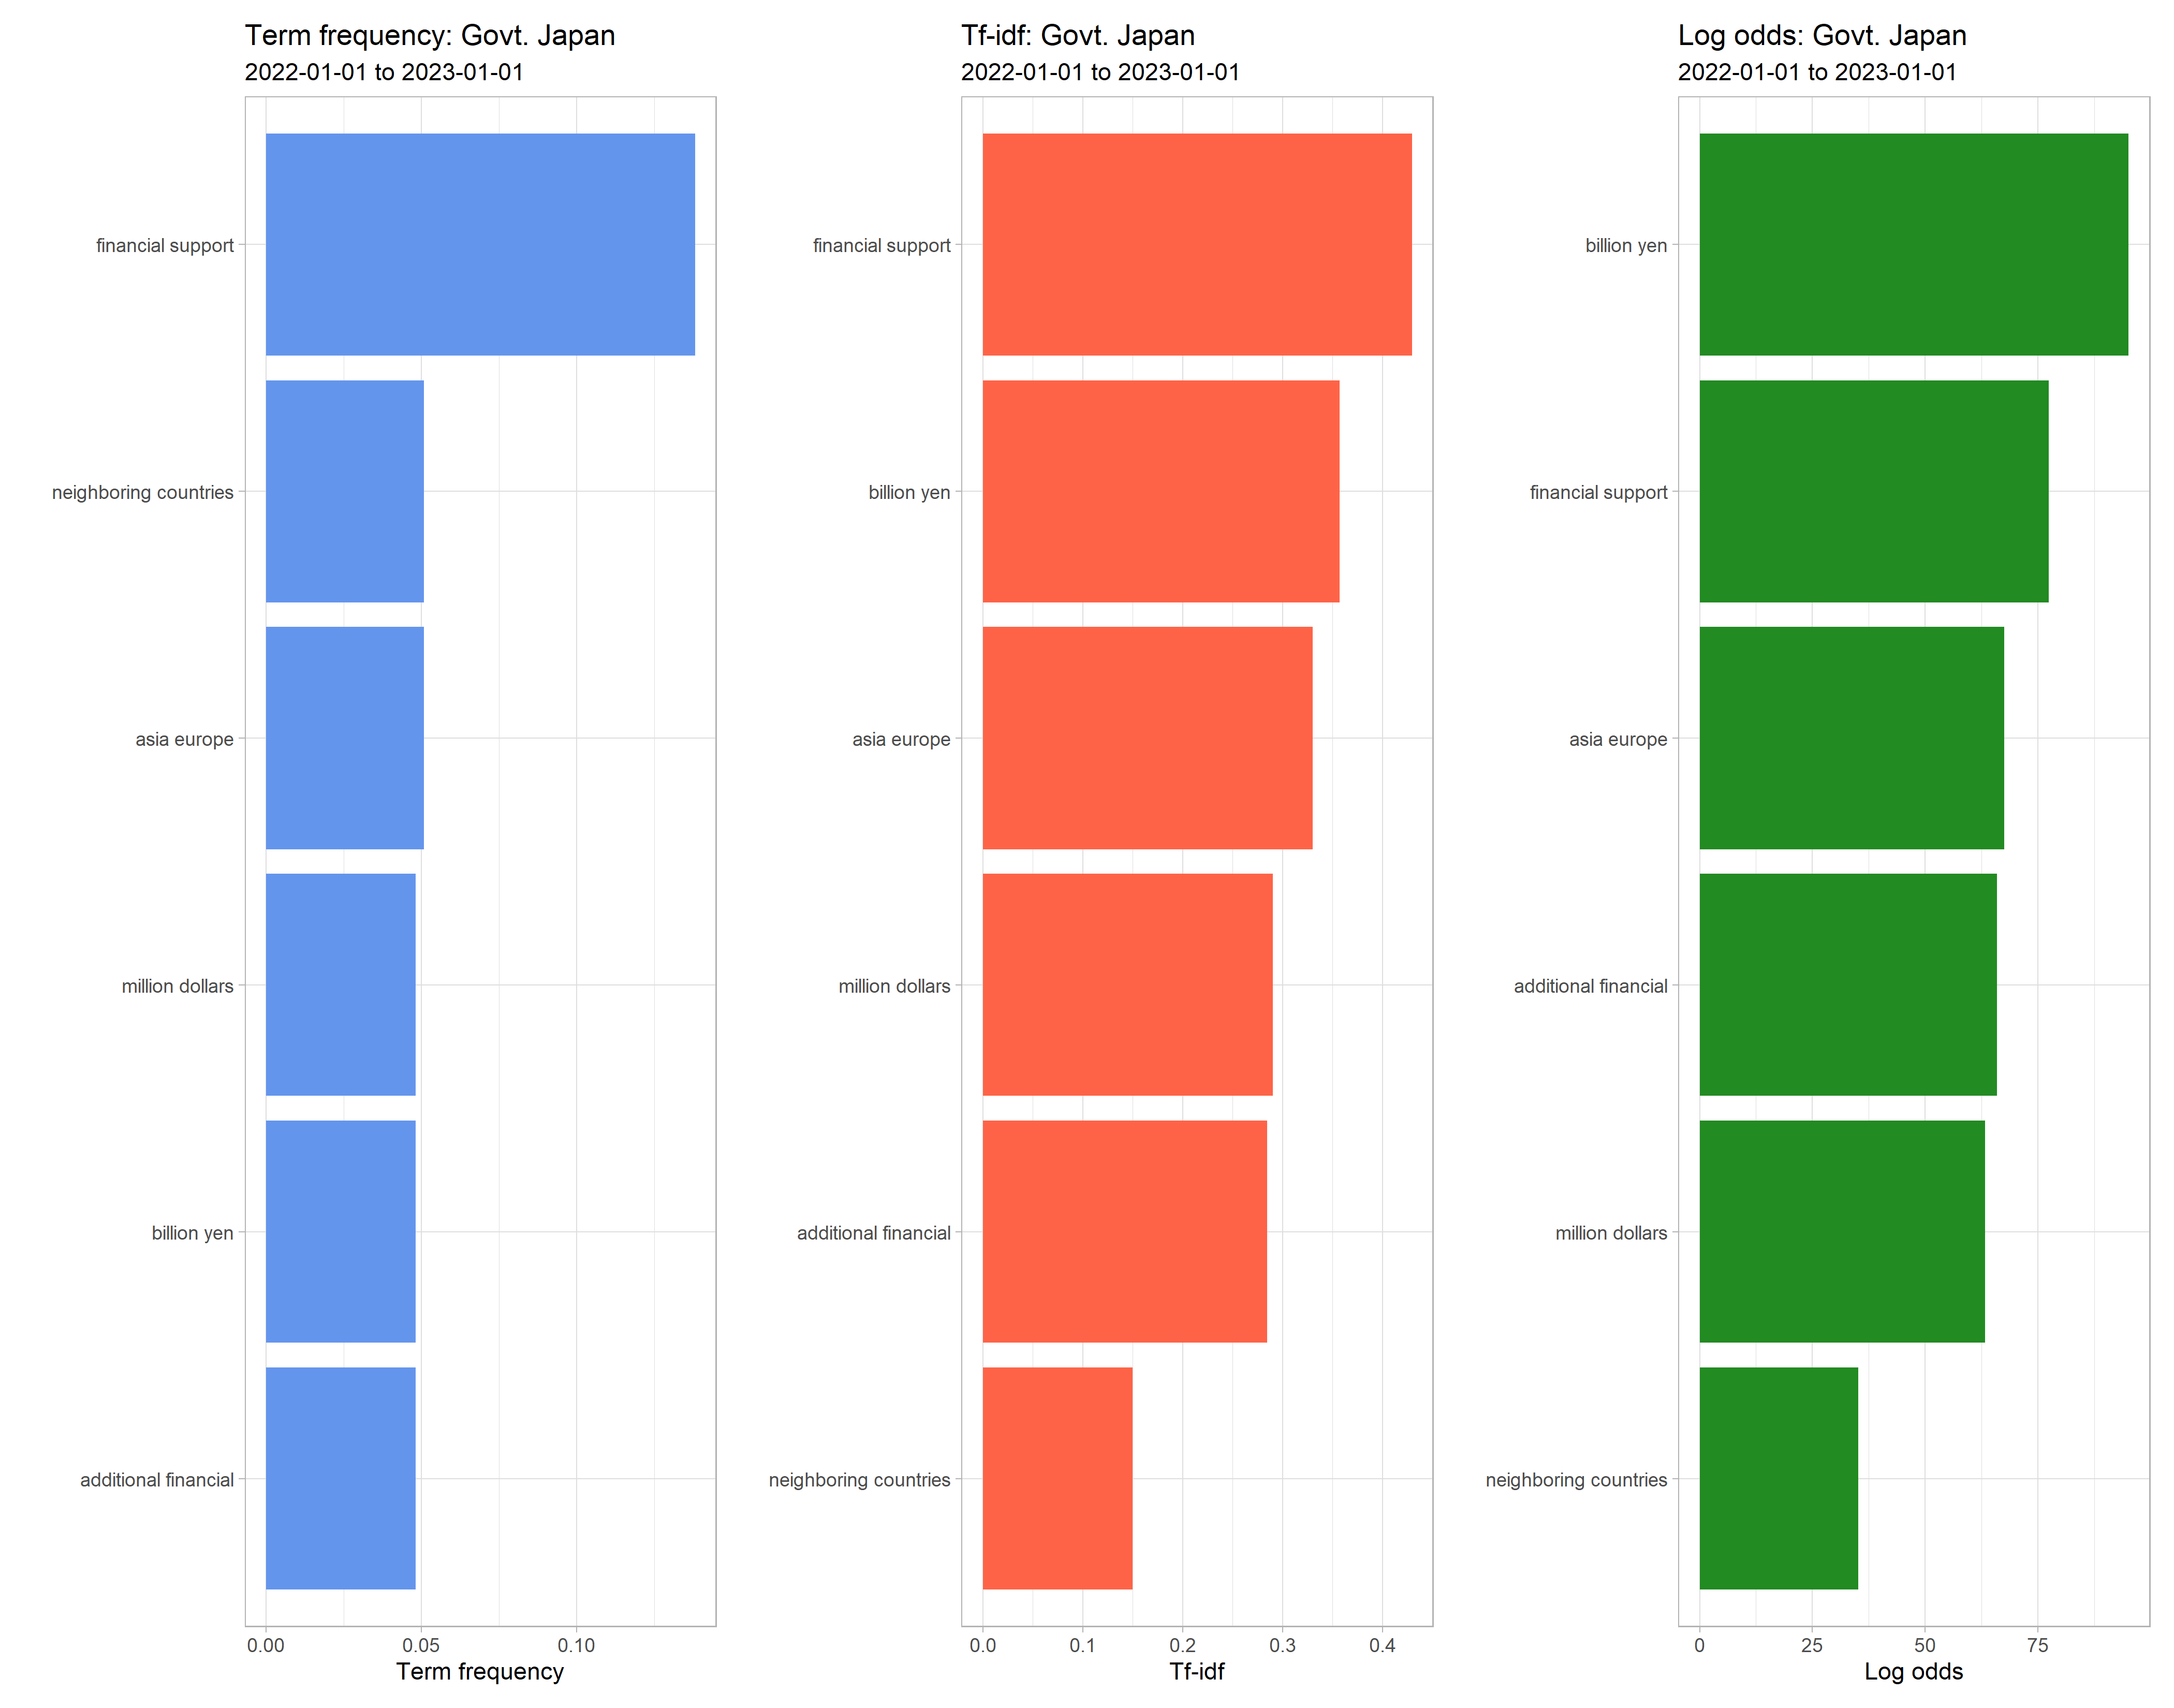 Term frequency: Govt. Japan
2022-01-01 to 2023-01-01
financial support
neighboring countries
asia europe
million dollars
billion yen
additional financial
0.00 0.05 0.10
Term frequency
Tf-idf: Govt. Japan
2022-01-01 to 2023-01-01
financial support
billion yen
asia europe
million dollars
additional financial
neighboring countries
0.0 0.1 0.2 0.3 0.4
Tf-idf
Log odds: Govt. Japan
2022-01-01 to 2023-01-01
billion yen
financial support
asia europe
additional financial
million dollars
neighboring countries
0 25 50 75
Log odds